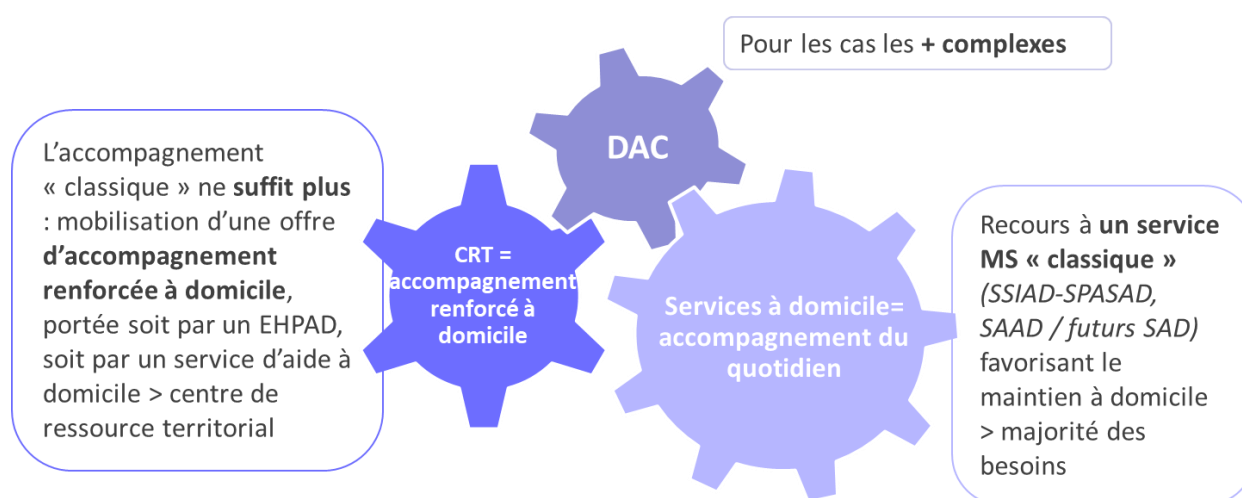 Pour les cas les + complexes
DAC
L’accompagnement
« classique » ne suffit plus
: mobilisation d’une offre
d’accompagnement
renforcée à domicile,
portée soit par un EHPAD,
soit par un service d’aide à
domicile > centre de
ressource territorial
CRT =
accompagnement
renforcé à
domicile
Services à domicile=
accompagnement du
quotidien
Recours à un service
MS « classique »
(SSIAD-SPASAD,
SAAD / futurs SAD)
favorisant le
maintien à domicile
> majorité des
besoins